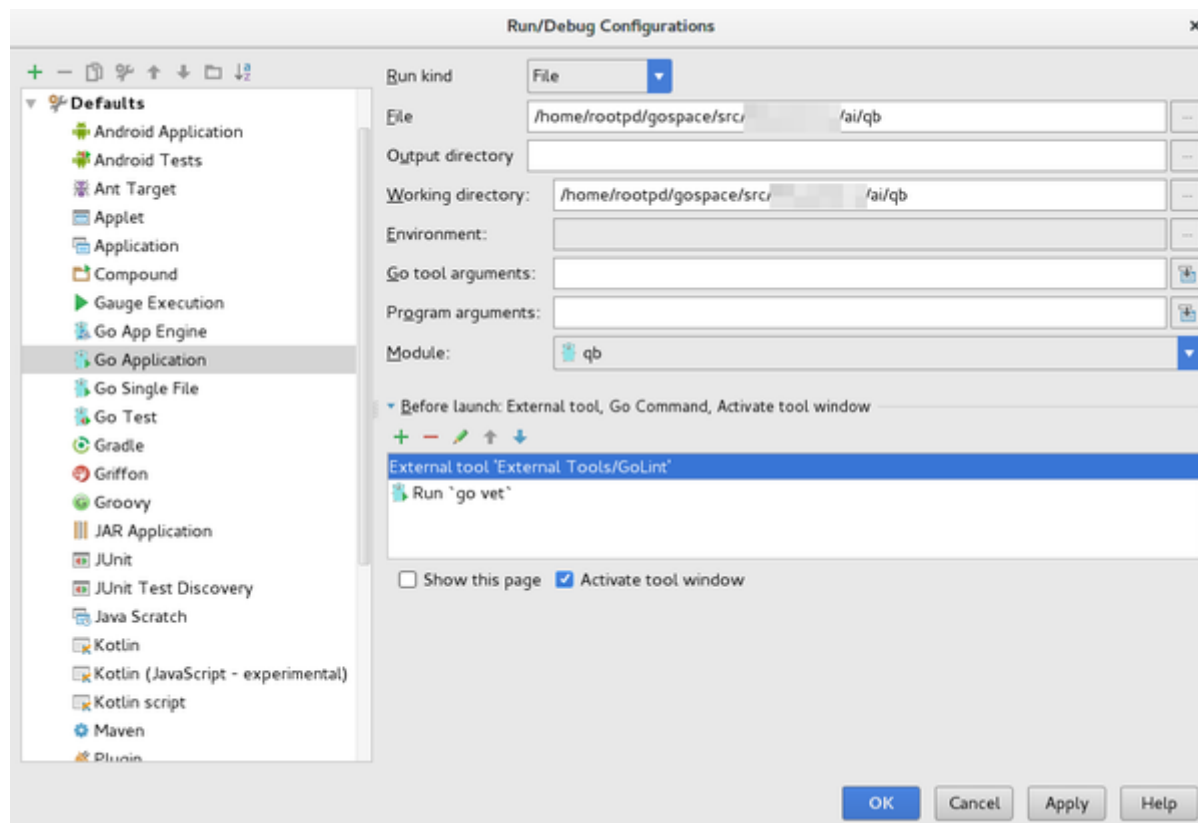 Run/Debug Configurations
Defaults
Android Application
Android Tests
Ant Target
Applet
Application
Compound
Gauge Execution
Go App Engine
Go Application
Go Single File
Go Test
Gradle
Griffon
Groovy
JAR Application
JUnit
JUnit Test Discovery
Java Scratch
Kotlin
Kotlin (JavaScript - experimental)
Kotlin script
Maven
Plugin
Run kind File
File /home/rootpd/gospace/src/ /ai/qb
Output directory
Working directory: /home/rootpd/gospace/src/ /ai/qb
Environment:
Go tool arguments:
Program arguments:
Module: qb
Before launch: External tool, Go Command, Activate tool window
External tool 'External Tools/GoLint'
Run `go vet`
Show this page Activate tool window
OK Cancel Apply Help